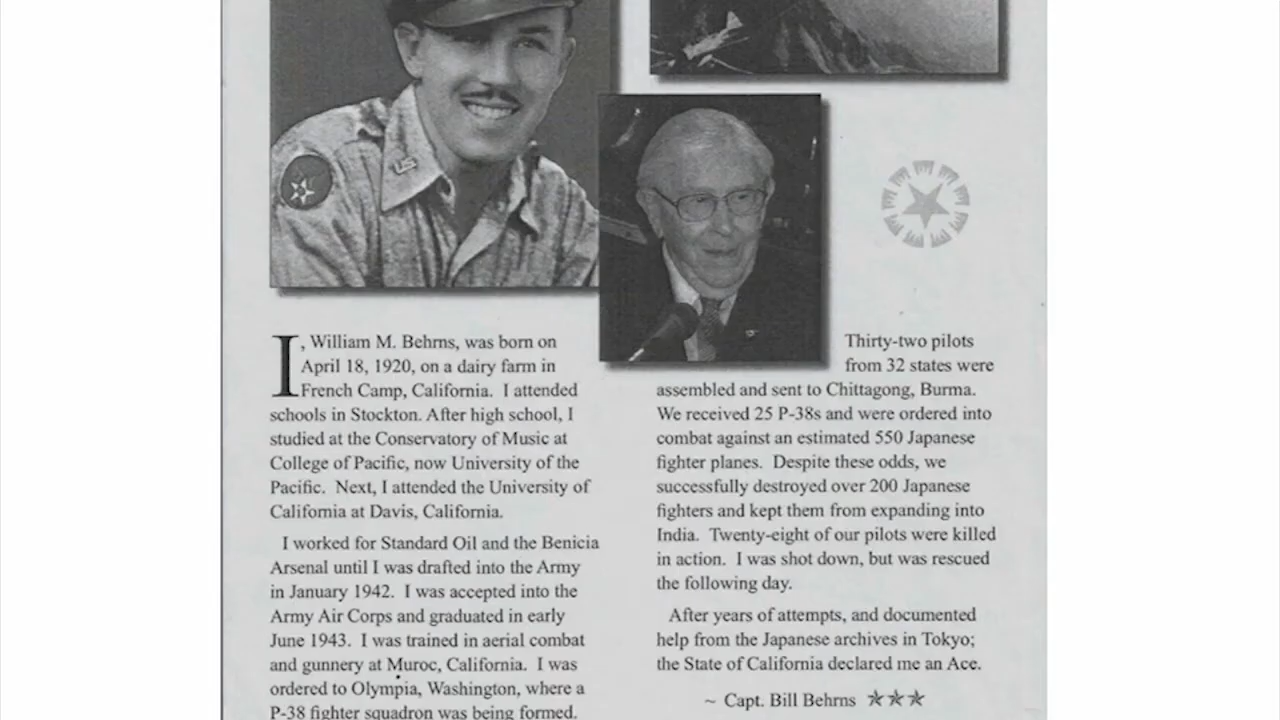 I, William M. Behrns, was born on
April 18, 1920, on a dairy farm in
French Camp, California. I attended
schools in Stockton. After high school, I
studied at the Conservatory of Music at
College of Pacific, now University of the
Pacific. Next, I attended the University of
California at Davis, California.
I worked for Standard Oil and the Benicia
Arsenal until I was drafted into the Army
in January 1942. I was accepted into the
Army Air Corps and graduated in early
June 1943. I was trained in aerial combat
and gunnery at Muroc, California. I was
ordered to Olympia, Washington, where a
P-38 fighter squadron was being formed.
Thirty-two pilots
from 32 states were
assembled and sent to Chittagong, Burma.
We received 25 P-38s and were ordered into
combat against an estimated 550 Japanese
fighter planes. Despite these odds, we
successfully destroyed over 200 Japanese
fighters and kept them from expanding into
India. Twenty-eight of our pilots were killed
in action. I was shot down, but was rescued
the following day.
After years of attempts, and documented
help from the Japanese archives in Tokyo;
the State of California declared me an Ace.
~ Capt. Bill Behrns ★★★
US